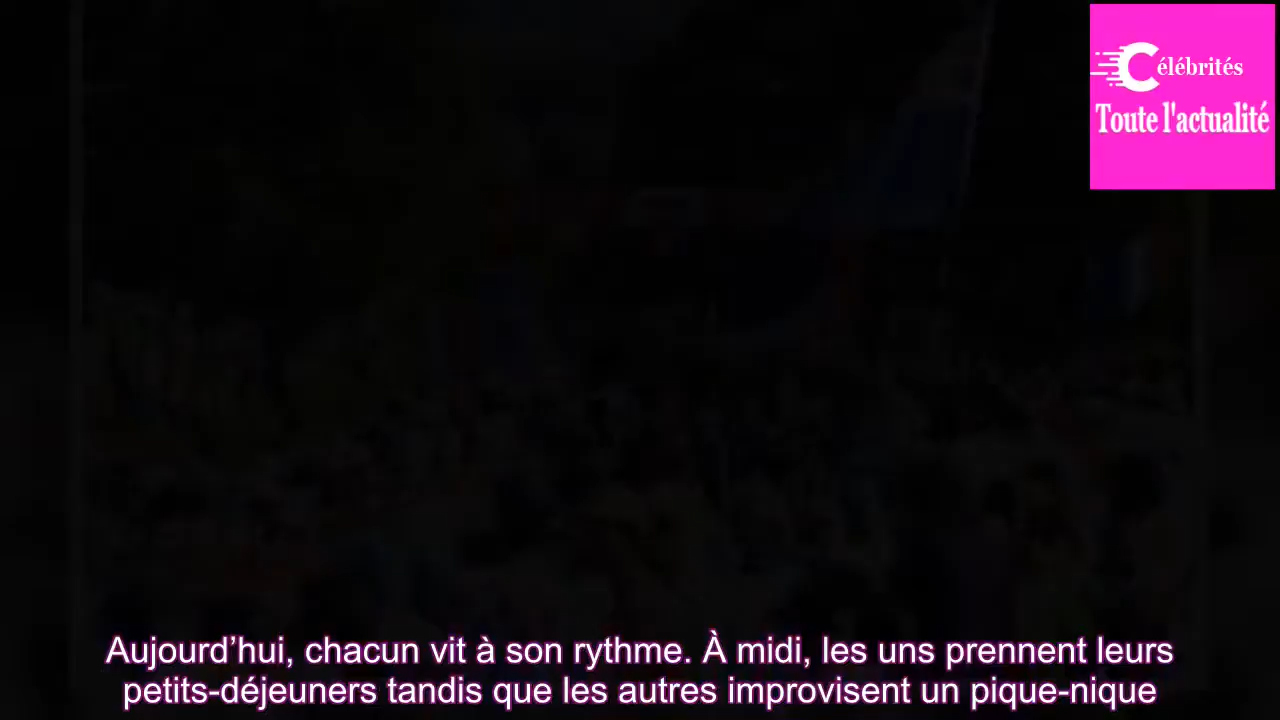 Célébrités
Toute l'actualité
Aujourd’hui, chacun vit à son rythme. À midi, les uns prennent leurs
petits-déjeuners tandis que les autres improvisent un pique-nique